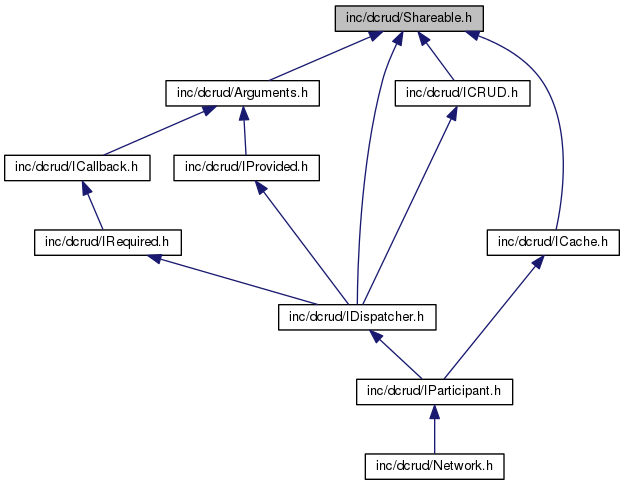 inc/dcrud/Shareable.h
inc/dcrud/Arguments.h
inc/dcrud/ICRUD.h
inc/dcrud/ICallback.h
inc/dcrud/IProvided.h
inc/dcrud/IRequired.h
inc/dcrud/ICache.h
inc/dcrud/IDispatcher.h
inc/dcrud/IParticipant.h
inc/dcrud/Network.h